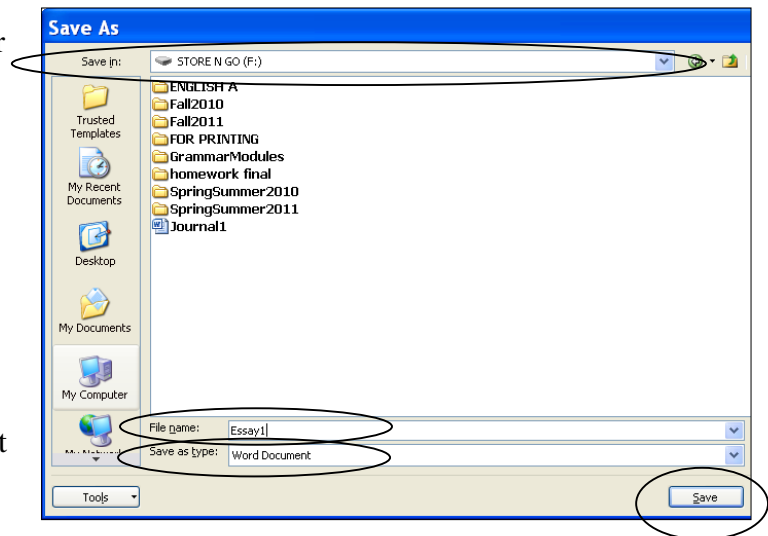 Save As
r
Save in: STORE N GO (F:)
Trusted
Templates
My Recent
Documents
Desktop
My Documents
My Computer
ENGLISH A
Fall2010
Fall2011
FOR PRINTING
GrammarModules
homework final
SpringSummer2010
SpringSummer2011
Journal1
File name: Essay1
t
Save as type: Word Document
Tools
Save